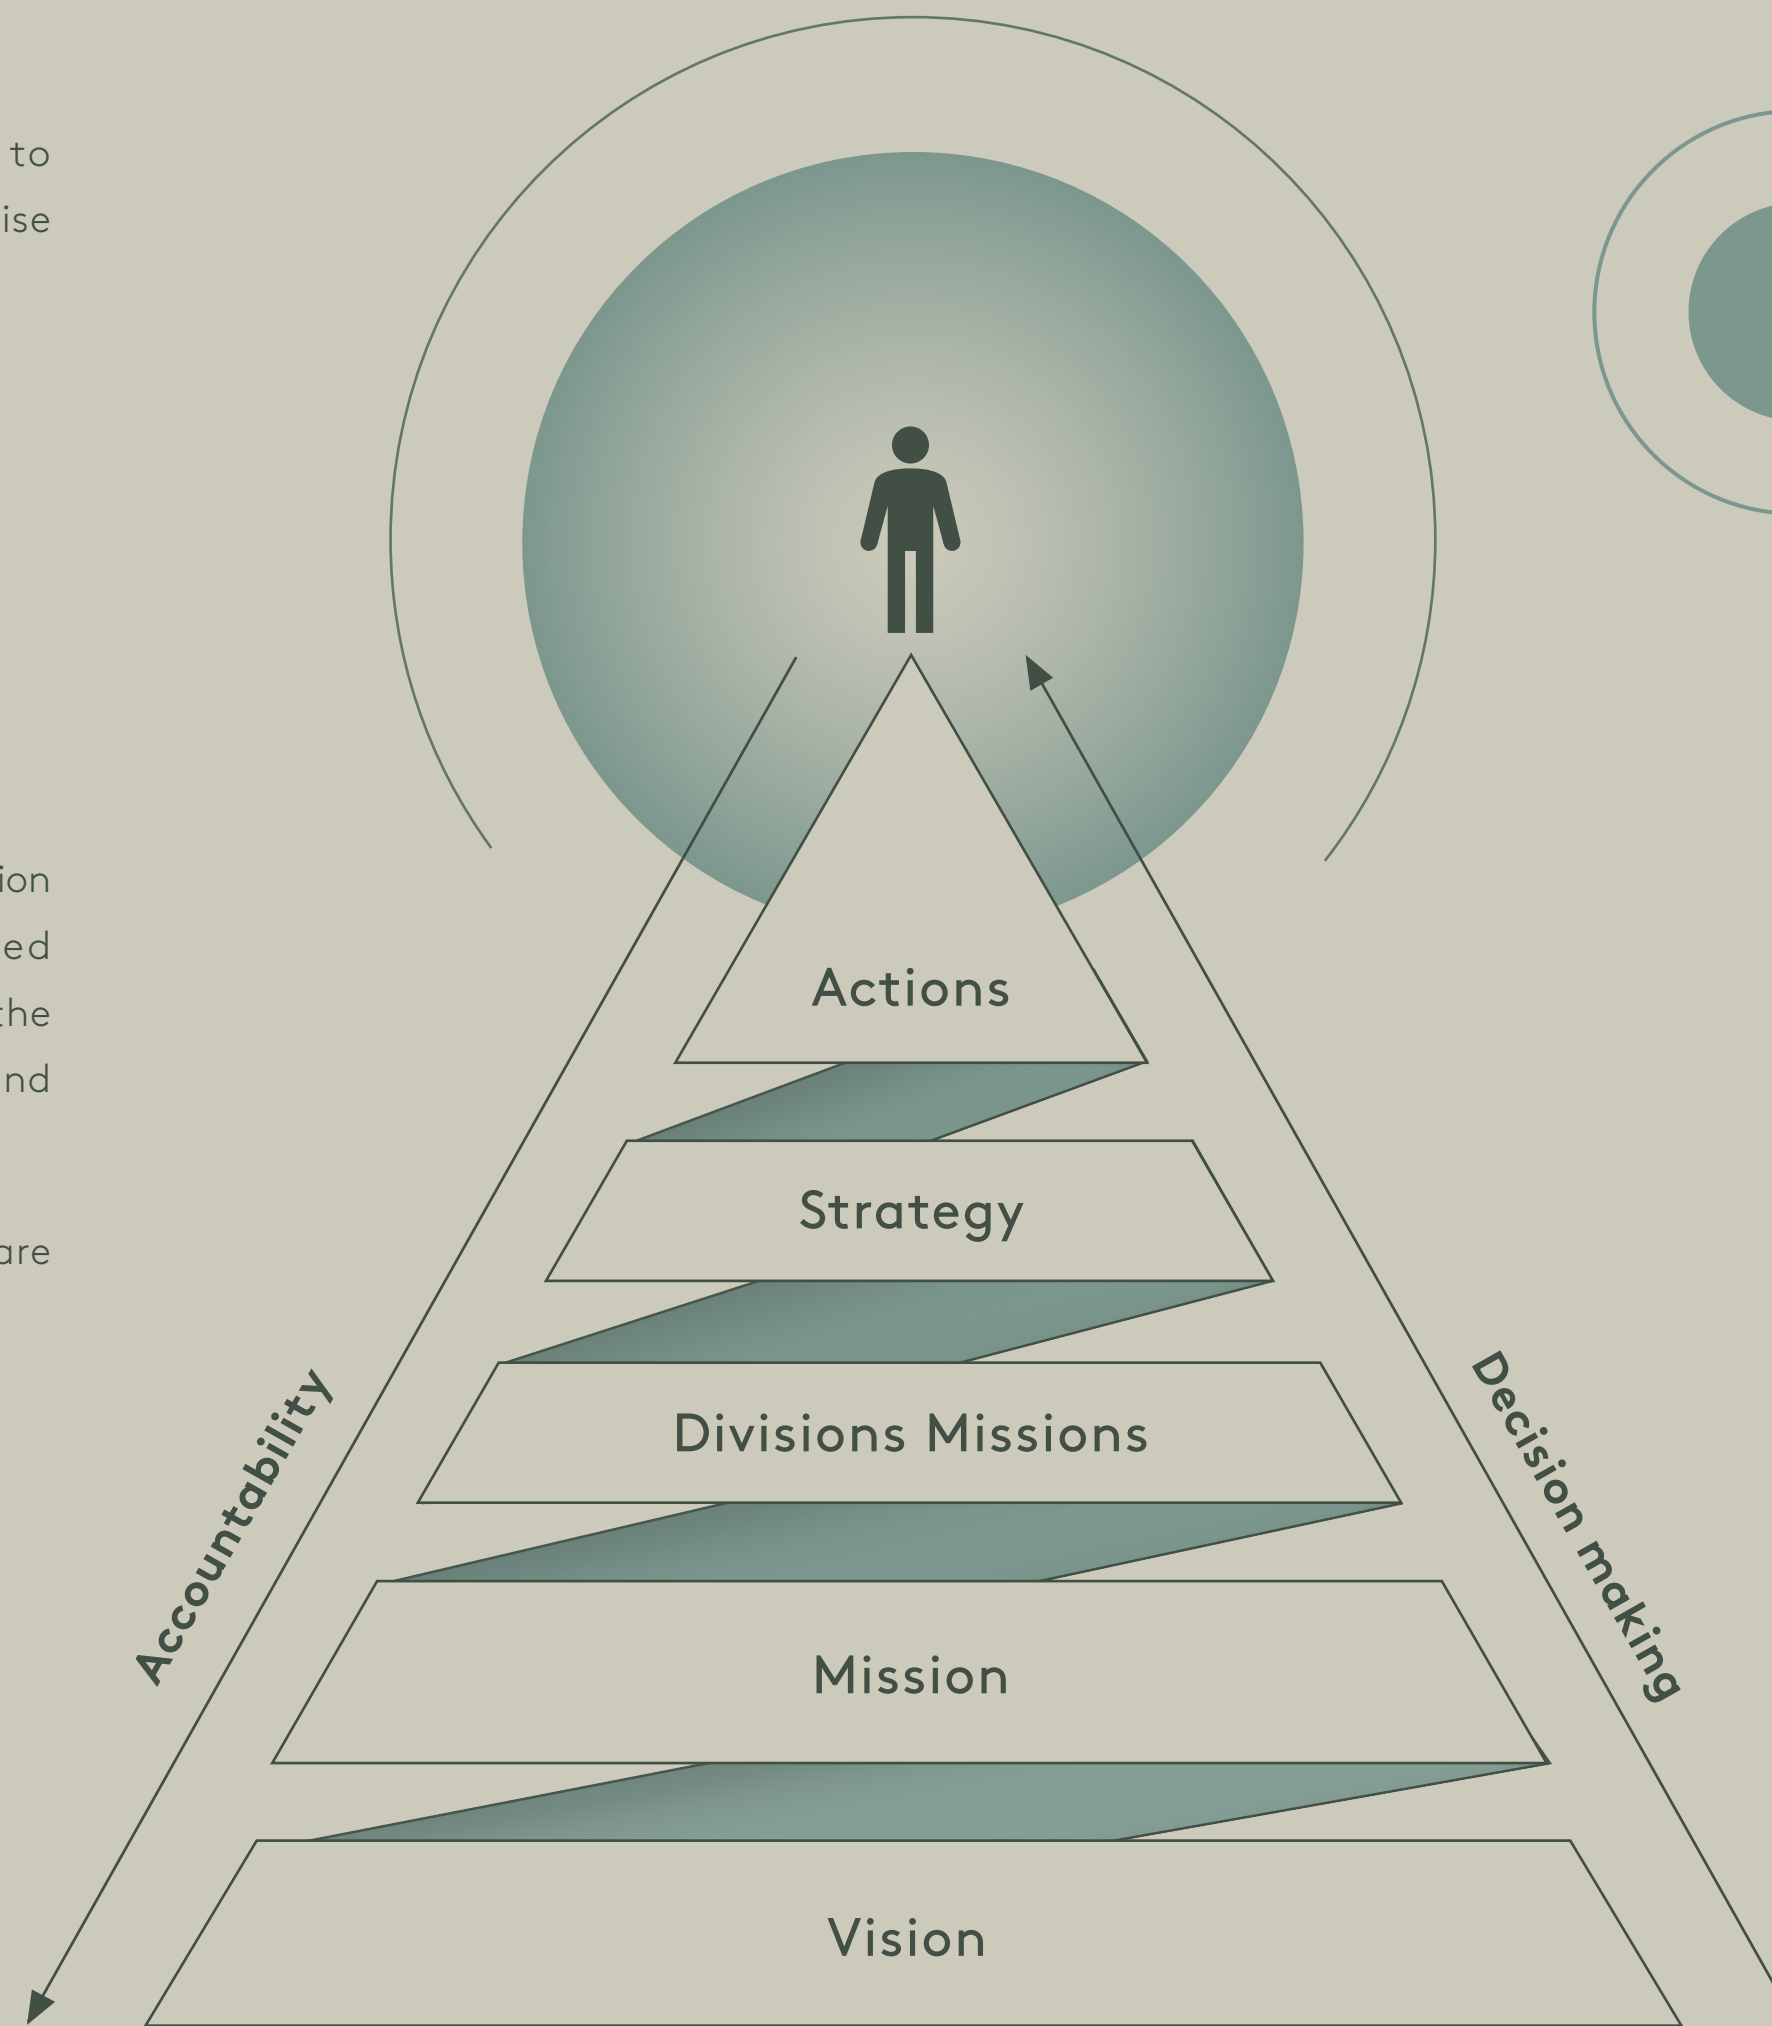 to
ise
ion
ed
the
nd
are
Actions
Strategy
Divisions Missions
Mission
Vision
Accountability
Decision making